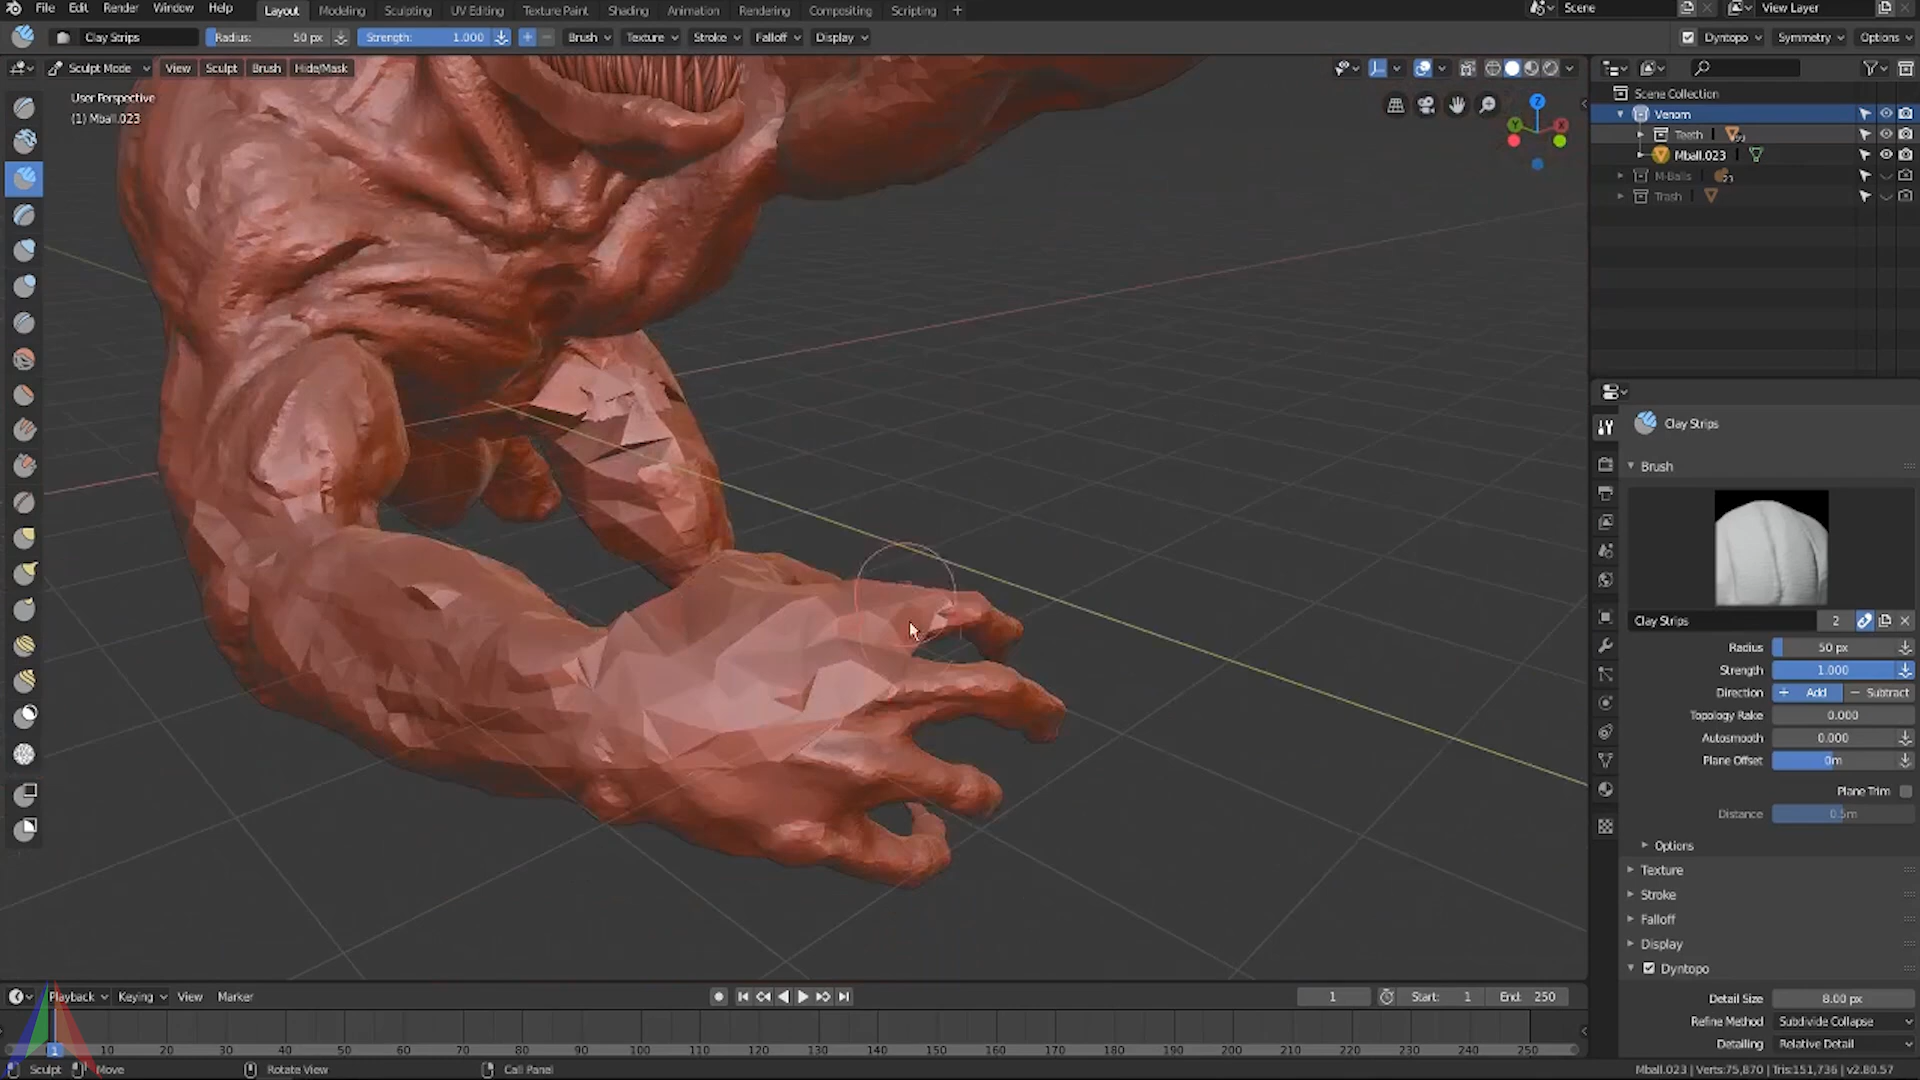 File Edit Render Window Help Layout Modeling Sculpting UV Editing Texture Paint Shading Animation Rendering Compositing Scripting + Scene View Layer
Clay Strips Radius: 50 px Strength: 1.000 + − Brush Texture Stroke Falloff Display Dyntopo Symmetry Options
Sculpt Mode View Sculpt Brush Hide/Mask
User Perspective
(1) Mball.023
Z
Y X
Scene Collection
Venom
Teeth
Mball.023
M-Balls
Trash
Clay Strips
Brush
Clay Strips 2
Radius 50 px
Strength 1.000
Direction + Add − Subtract
Topology Rake 0.000
Autosmooth 0.000
Plane Offset 0m
Plane Trim
Distance 0.5m
Options
Texture
Stroke
Falloff
Display
Dyntopo
Detail Size 8.00 px
Refine Method Subdivide Collapse
Detailing Relative Detail
Playback Keying View Marker 1 Start: 1 End: 250
1 10 20 30 40 50 60 70 80 90 100 110 120 130 140 150 160 170 180 190 200 210 220 230 240 250
Sculpt Move Rotate View Call Panel Mball.023 | Verts:75,870 | Tris:151,736 | v2.80.57